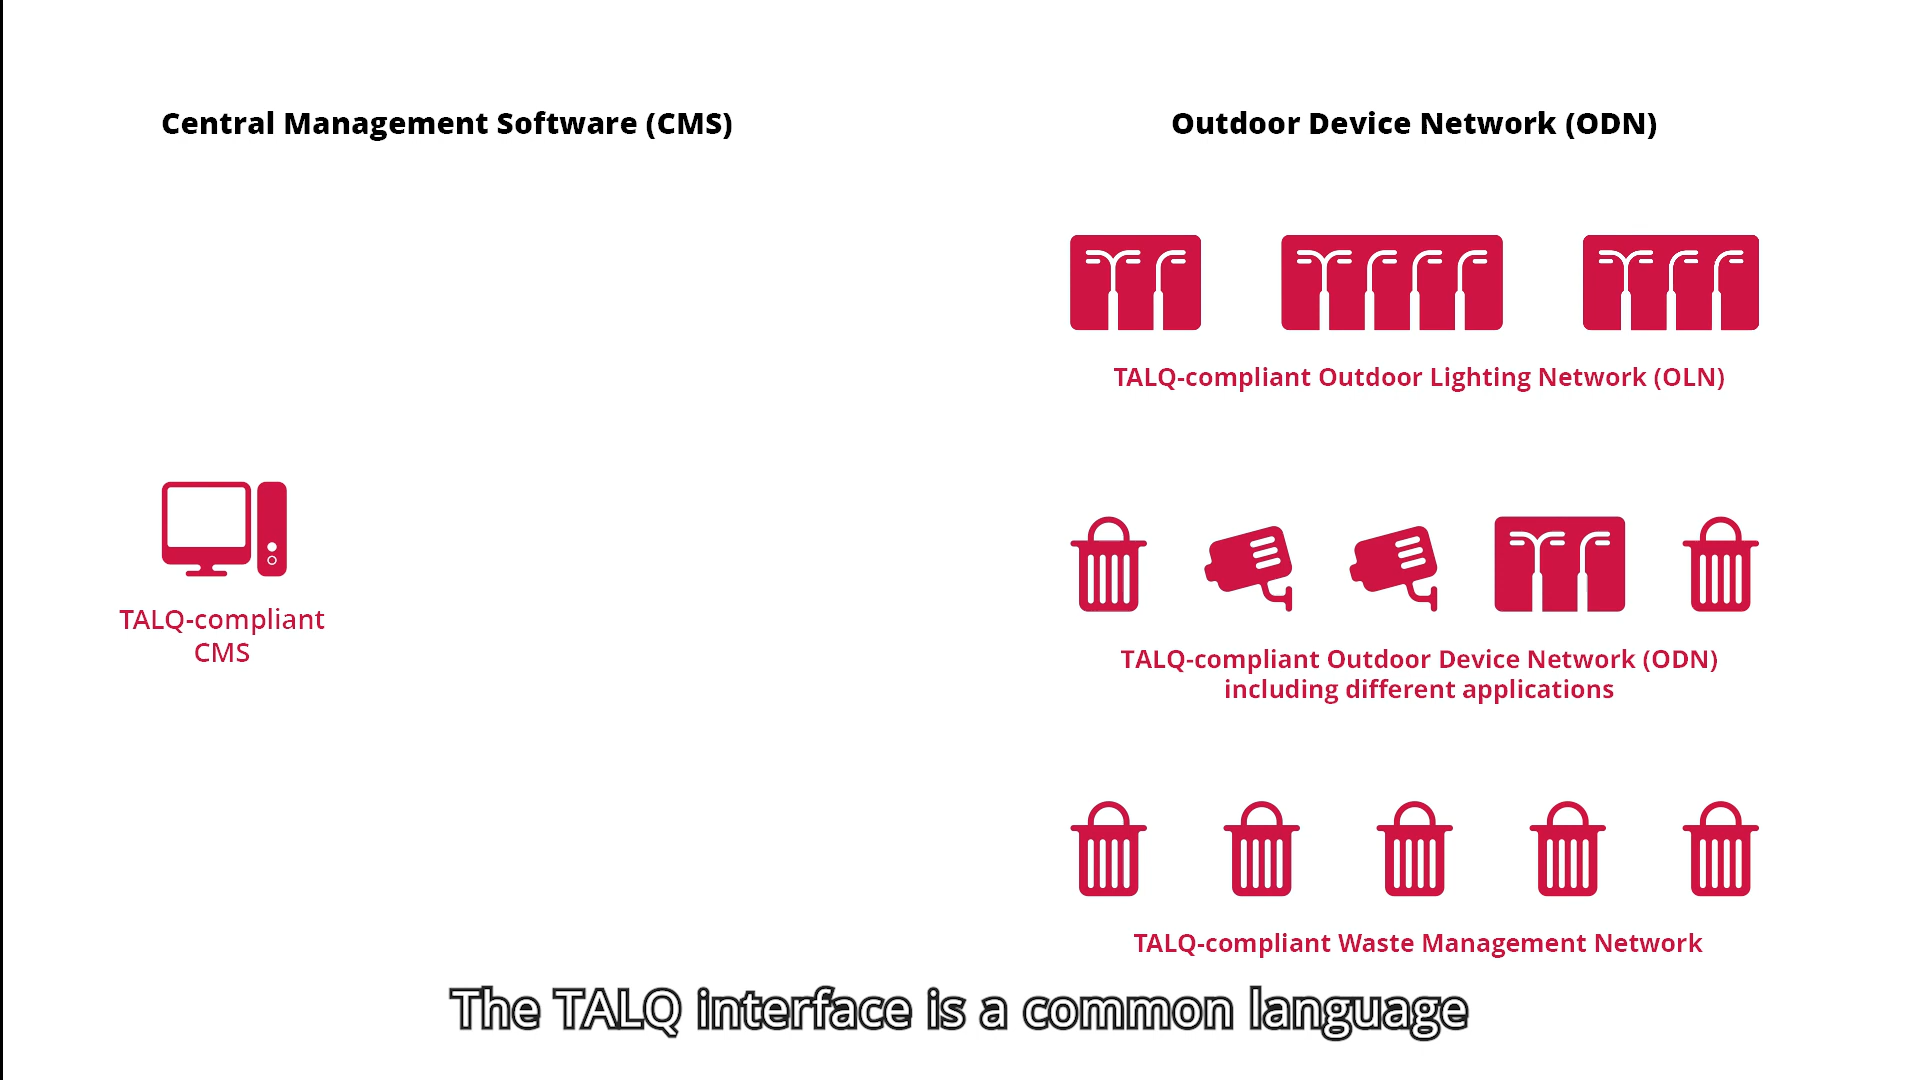 Central Management Software (CMS)
Outdoor Device Network (ODN)
TALQ-compliant Outdoor Lighting Network (OLN)
TALQ-compliant
CMS
TALQ-compliant Outdoor Device Network (ODN)
including different applications
TALQ-compliant Waste Management Network
The TALQ interface is a common language